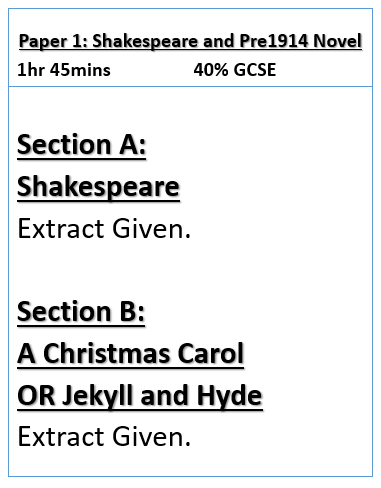 Paper 1: Shakespeare and Pre1914 Novel
1hr 45mins 40% GCSE
Section A:
Shakespeare
Extract Given.
Section B:
A Christmas Carol
OR Jekyll and Hyde
Extract Given.